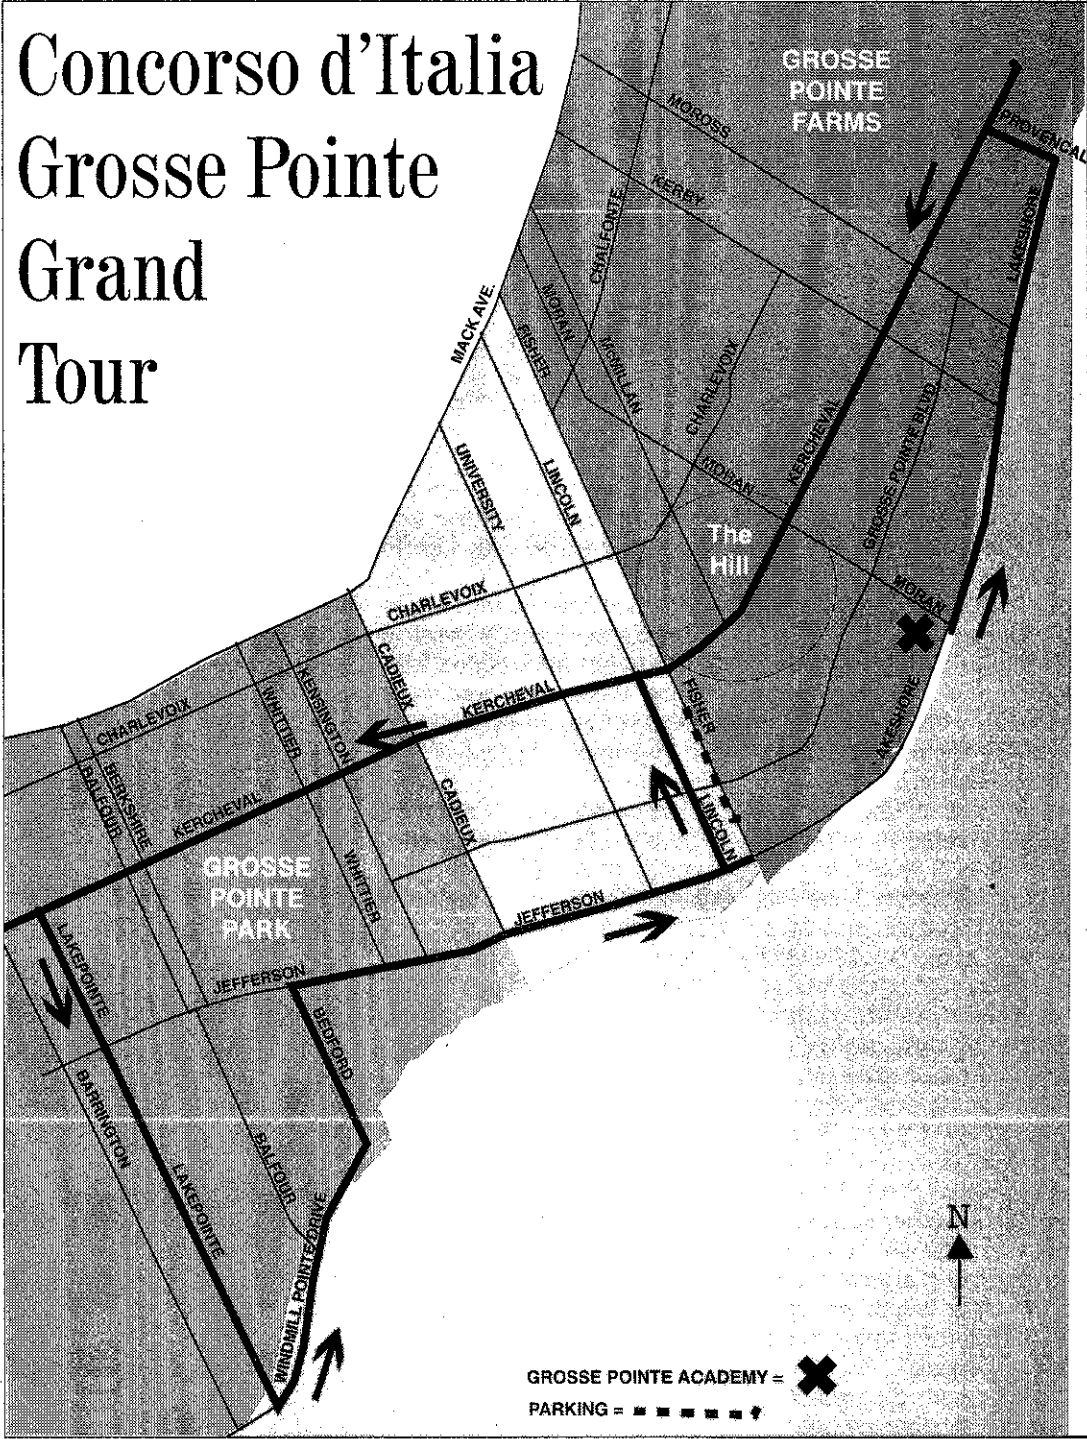 Concorso d'Italia
Grosse Pointe
Grand
Tour
GROSSE
POINTE
FARMS
MOROSS
PROVENCAL
KERBY
CHALFONTE
LAKESHORE
MACK AVE.
MORAN
FISHER
MCMILLAN
CHARLEVOIX
KERCHEVAL
GROSSE POINTE BLVD
UNIVERSITY
LINCOLN
MORAN
The
Hill
MORAN
CHARLEVOIX
CADIEUX
KENSINGTON
WHITTIER
KERCHEVAL
FISHER
LAKESHORE
CHARLEVOIX
BERKSHIRE
BALFOUR
KERCHEVAL
CADIEUX
LINCOLN
GROSSE
POINTE
PARK
WHITTIER
JEFFERSON
LAKEPOINTE
JEFFERSON
BEDFORD
BARRINGTON
BALFOUR
LAKEPOINTE
WINDMILL POINTE DRIVE
N
GROSSE POINTE ACADEMY =
PARKING =